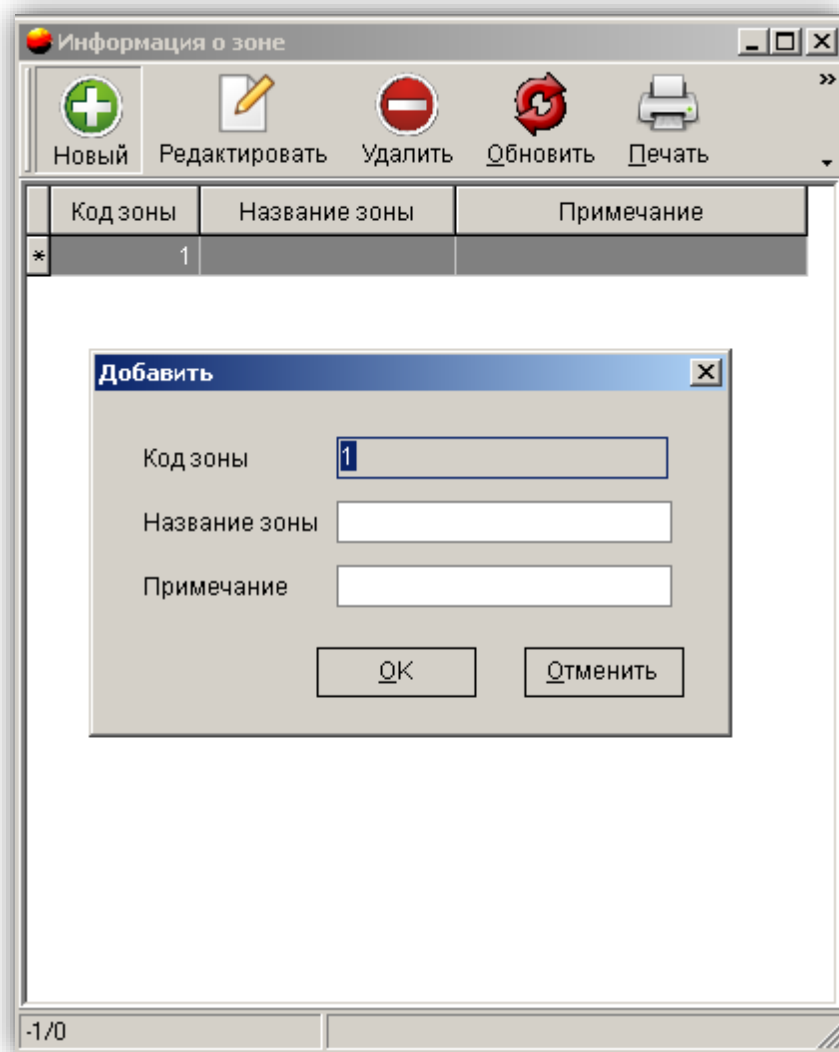 Информация о зоне
Новый Редактировать Удалить Обновить Печать
Код зоны Название зоны Примечание
* 1
Добавить
Код зоны 1
Название зоны
Примечание
OK Отменить
-1/0